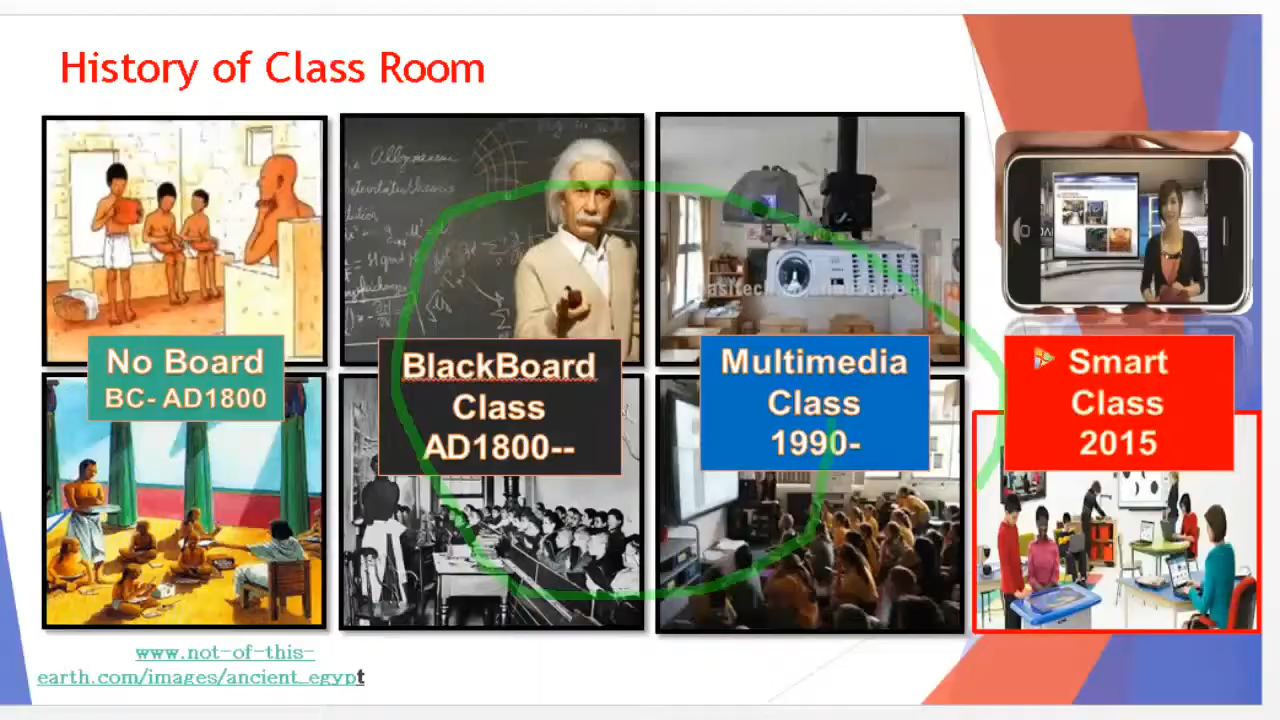 History of Class Room
No Board
BC- AD1800
BlackBoard
Class
AD1800--
Multimedia
Class
1990-
Smart
Class
2015
www.not-of-this-
earth.com/images/ancient_egypt